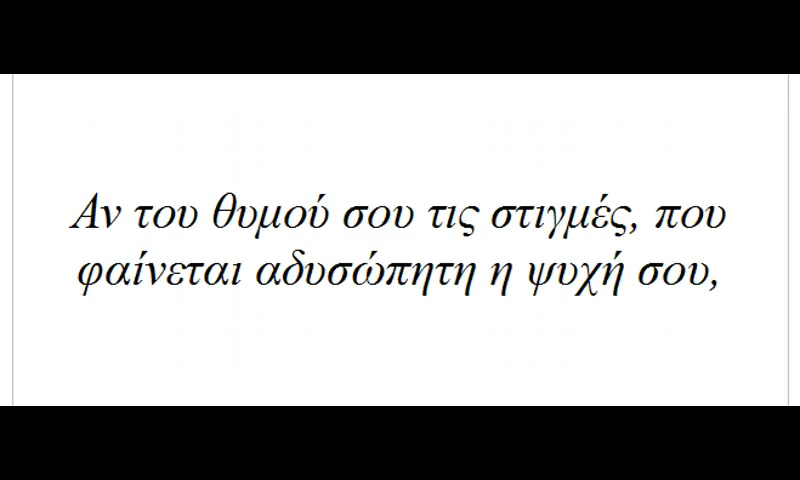 Αν του θυμού σου τις στιγμές, που
φαίνεται αδυσώπητη η ψυχή σου,